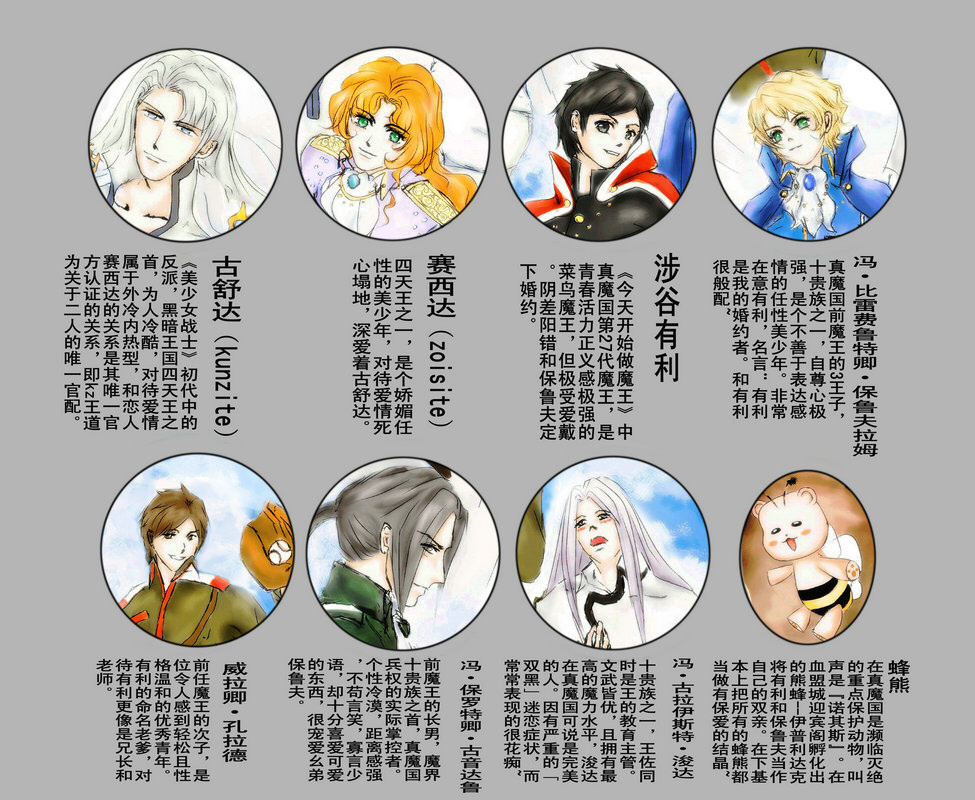 古舒达（kunzite）
《美少女战士》初代中的
反派，黑暗王国四天王之
首，为人冷酷，对待爱情
属于外冷内热型，和恋人
赛西达的关系是其唯一官
方认证的关系，即kz王道
为关于二人的唯一官配。
赛西达（zoisite）
四天王之一，是个娇媚任
性的美少年，对待爱情死
心塌地，深爱着古舒达。
涉谷有利
《今天开始做魔王》中
真魔国第27代魔王，是
青春活力正义感极强的
菜鸟魔王，但极受爱戴
。阴差阳错和保鲁夫定
下婚约。
冯·比雷费鲁特卿·保鲁夫拉姆
真魔国前魔王的3王子，
十贵族之一，自尊心极
强，是个不善于表达感
情的任性美少年。非常
在意有利，名言：有利
是我的婚约者。和有利
很般配。
威拉卿·孔拉德
前任魔王的次子，是
位令人感到轻松且性
格温和的优秀青年。
有利的命名老爹，对
待有利更像是兄长和
老师。
冯·保罗特卿·古音达鲁
前魔王的长男，魔界
十贵族之首，真魔国
兵权的实际掌控者。
个性冷漠，距离感强
，不苟言笑，寡言少
语，却十分喜爱可爱
的东西，很宠爱幺弟
保鲁夫。
冯·古拉伊斯特·浚达
十贵族之一，王佐同
时是王的教育主管。
文武皆优，且拥有最
高的魔力水平，浚达
在真魔国可说是完美
的人。因有严重的「
双黑」迷恋症状，而
常常表现的很花痴。
蜂熊
在真魔国是濒临灭绝
的重点保护动物，叫
声是『诺其斯』。在
血盟城迎宾阁孵化出
的熊蜂—伊普利达克
将有利和保鲁夫当作
自己的双亲。在下基
本上把所有的蜂熊都
当做有保爱的结晶。